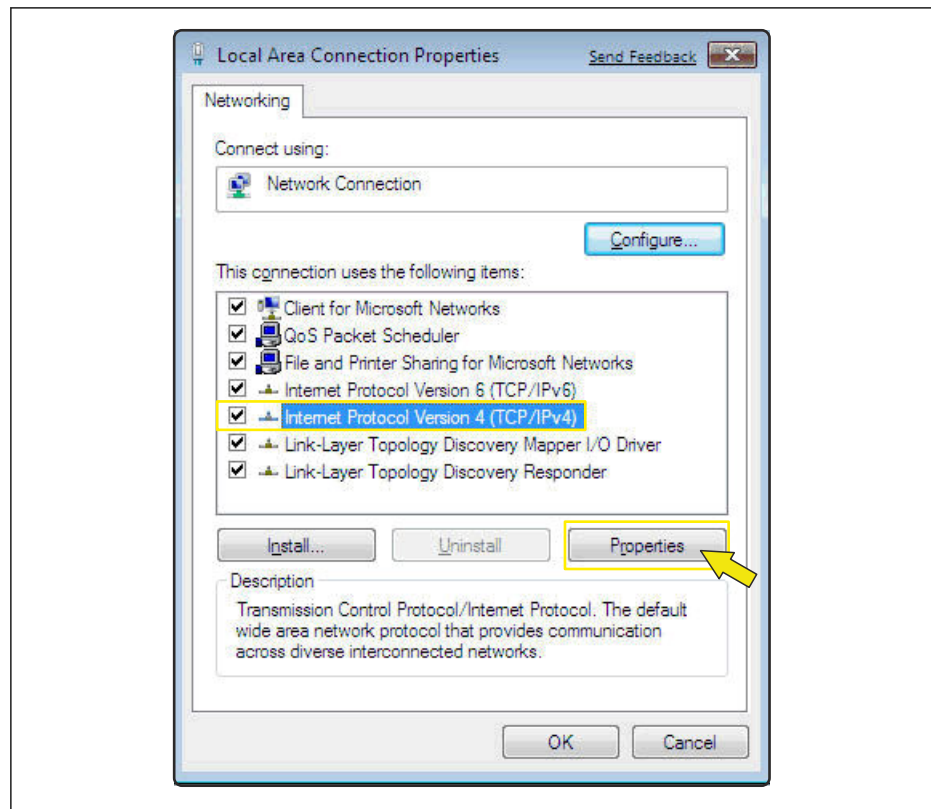 Local Area Connection Properties Send Feedback
Networking
Connect using:
Network Connection
Configure...
This connection uses the following items:
Client for Microsoft Networks
QoS Packet Scheduler
File and Printer Sharing for Microsoft Networks
Internet Protocol Version 6 (TCP/IPv6)
Internet Protocol Version 4 (TCP/IPv4)
Link-Layer Topology Discovery Mapper I/O Driver
Link-Layer Topology Discovery Responder
Install... Uninstall Properties
Description
Transmission Control Protocol/Internet Protocol. The default
wide area network protocol that provides communication
across diverse interconnected networks.
OK Cancel